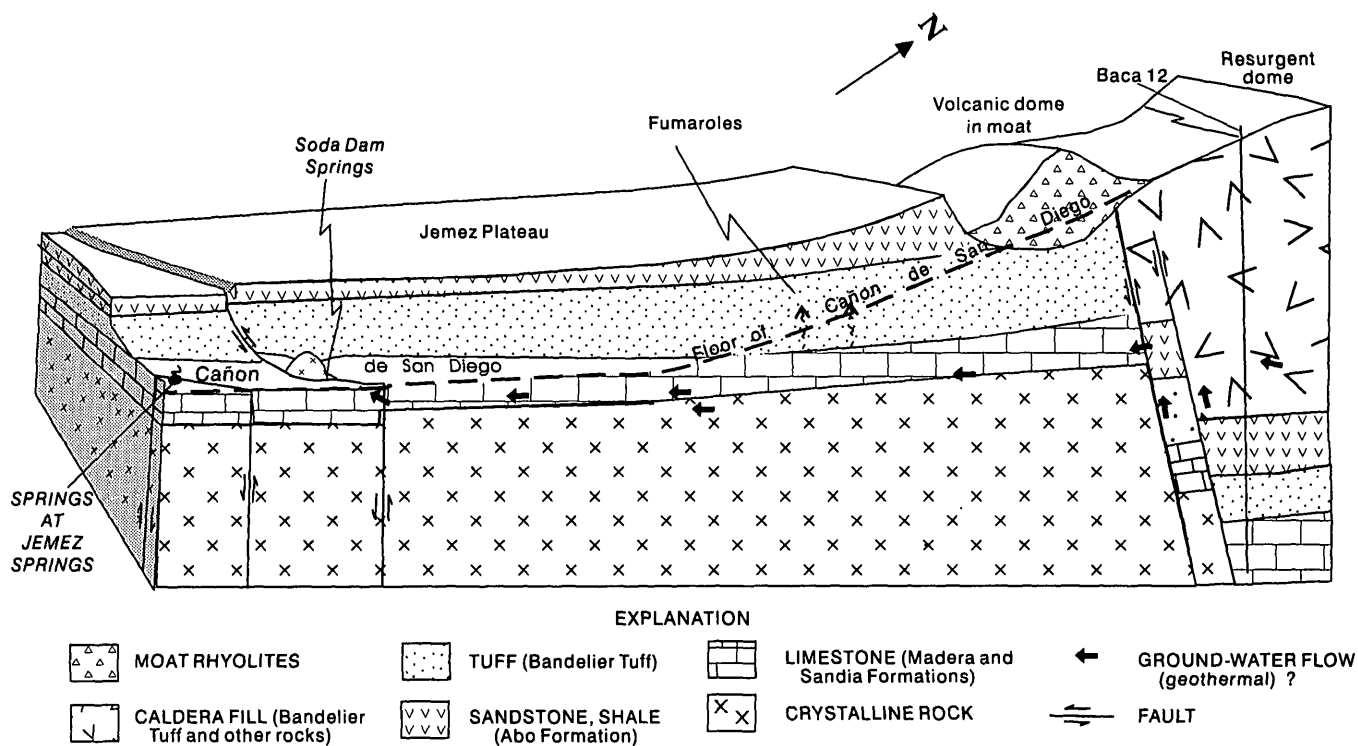 N
Resurgent
dome
Baca 12
Volcanic dome
in moat
Fumaroles
Soda Dam
Springs
Jemez Plateau
Floor of Cañon de San Diego
Cañon de San Diego
SPRINGS
AT
JEMEZ
SPRINGS
EXPLANATION
MOAT RHYOLITES
TUFF (Bandelier Tuff)
LIMESTONE (Madera and
Sandia Formations)
GROUND-WATER FLOW
(geothermal) ?
CALDERA FILL (Bandelier
Tuff and other rocks)
SANDSTONE, SHALE
(Abo Formation)
CRYSTALLINE ROCK
FAULT